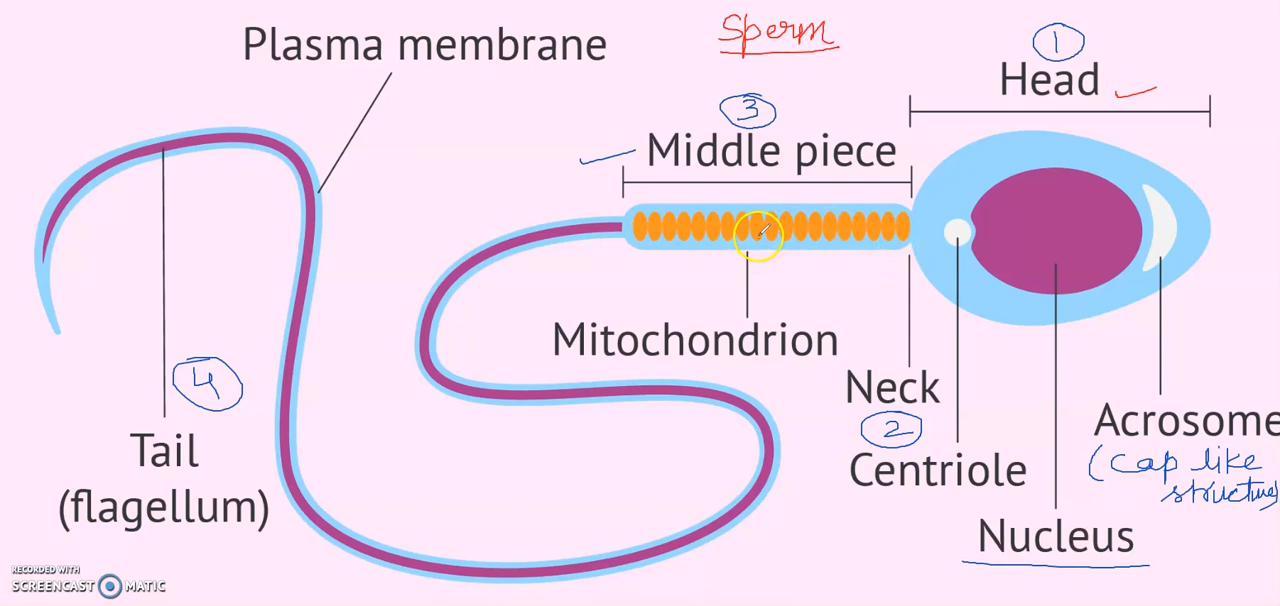 Sperm
1
Plasma membrane
Head
3
Middle piece
Mitochondrion
Neck
2
4
Acrosome
(Cap like
structure)
Tail
(flagellum)
Centriole
Nucleus
RECORDED WITH
SCREENCAST MATIC